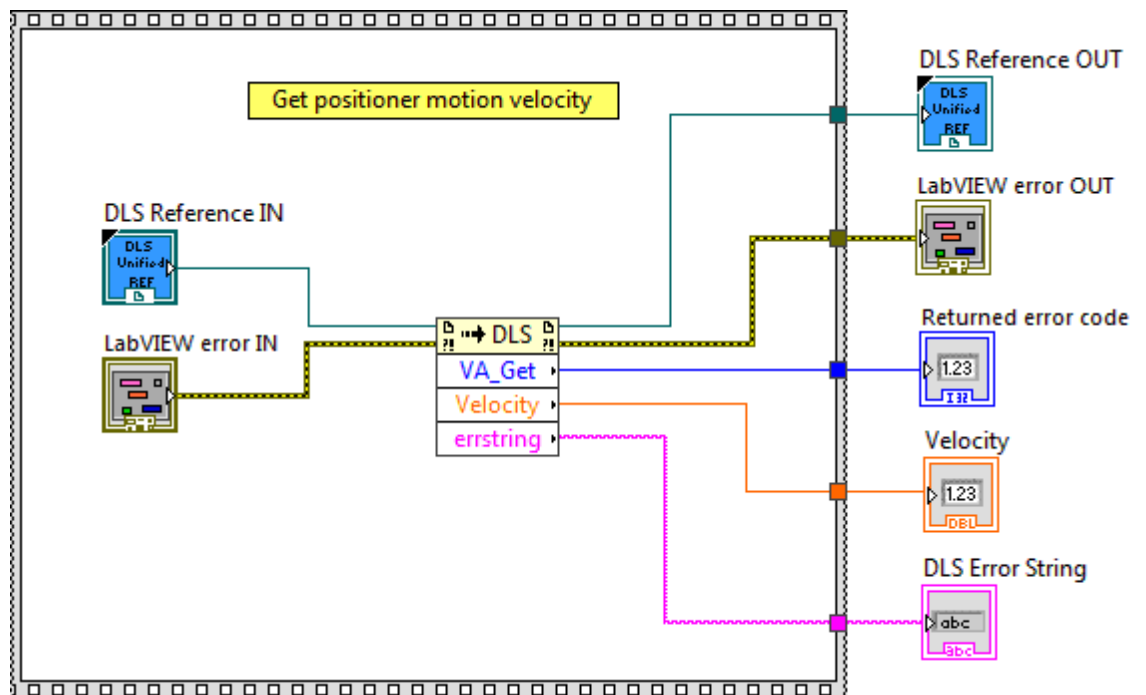 Get positioner motion velocity
DLS Reference IN
DLS
Unified
REF
LabVIEW error IN
DLS
VA_Get
Velocity
errstring
DLS Reference OUT
DLS
Unified
REF
LabVIEW error OUT
Returned error code
1.23
I32
Velocity
1.23
DBL
DLS Error String
abc
abc